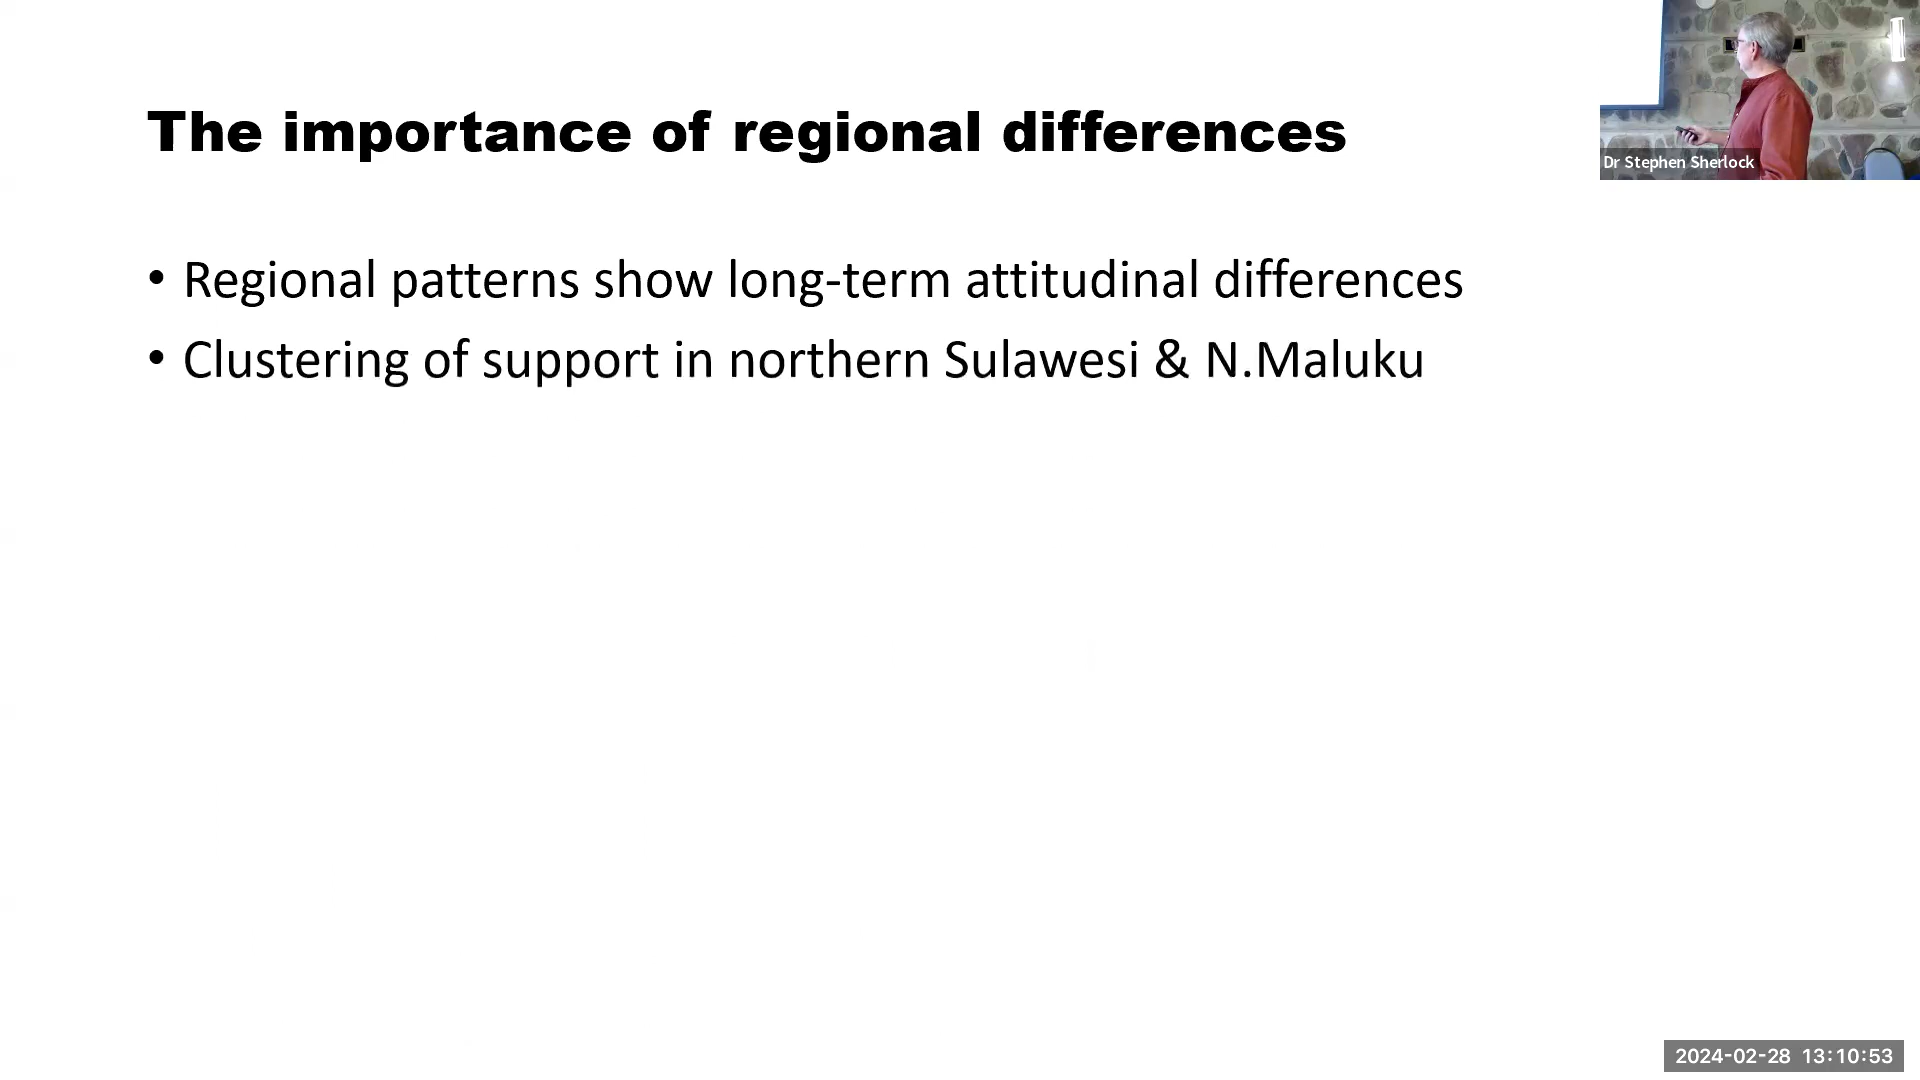 The importance of regional differences
Dr Stephen Sherlock
• Regional patterns show long-term attitudinal differences
• Clustering of support in northern Sulawesi & N.Maluku
2024-02-28 13:10:53